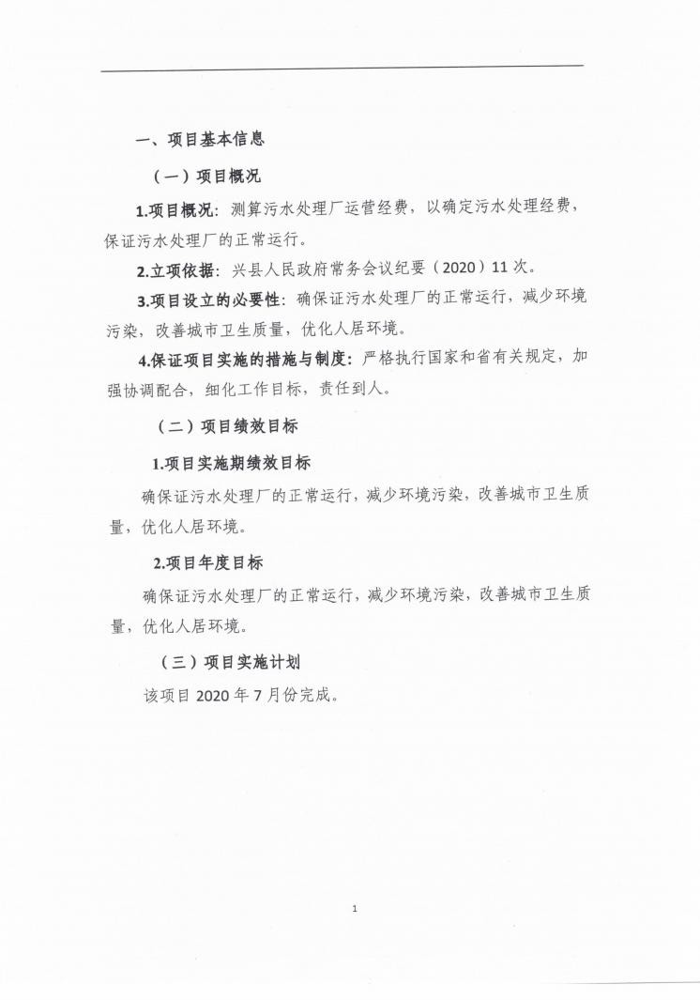 一、项目基本信息
（一）项目概况
1.项目概况：测算污水处理厂运营经费，以确定污水处理经费，
保证污水处理厂的正常运行。
2.立项依据：兴县人民政府常务会议纪要（2020）11 次。
3.项目设立的必要性：确保证污水处理厂的正常运行，减少环境
污染，改善城市卫生质量，优化人居环境。
4.保证项目实施的措施与制度：严格执行国家和省有关规定，加
强协调配合，细化工作目标，责任到人。
（二）项目绩效目标
1.项目实施期绩效目标
确保证污水处理厂的正常运行，减少环境污染，改善城市卫生质
量，优化人居环境。
2.项目年度目标
确保证污水处理厂的正常运行，减少环境污染，改善城市卫生质
量，优化人居环境。
（三）项目实施计划
该项目 2020 年 7 月份完成。
1